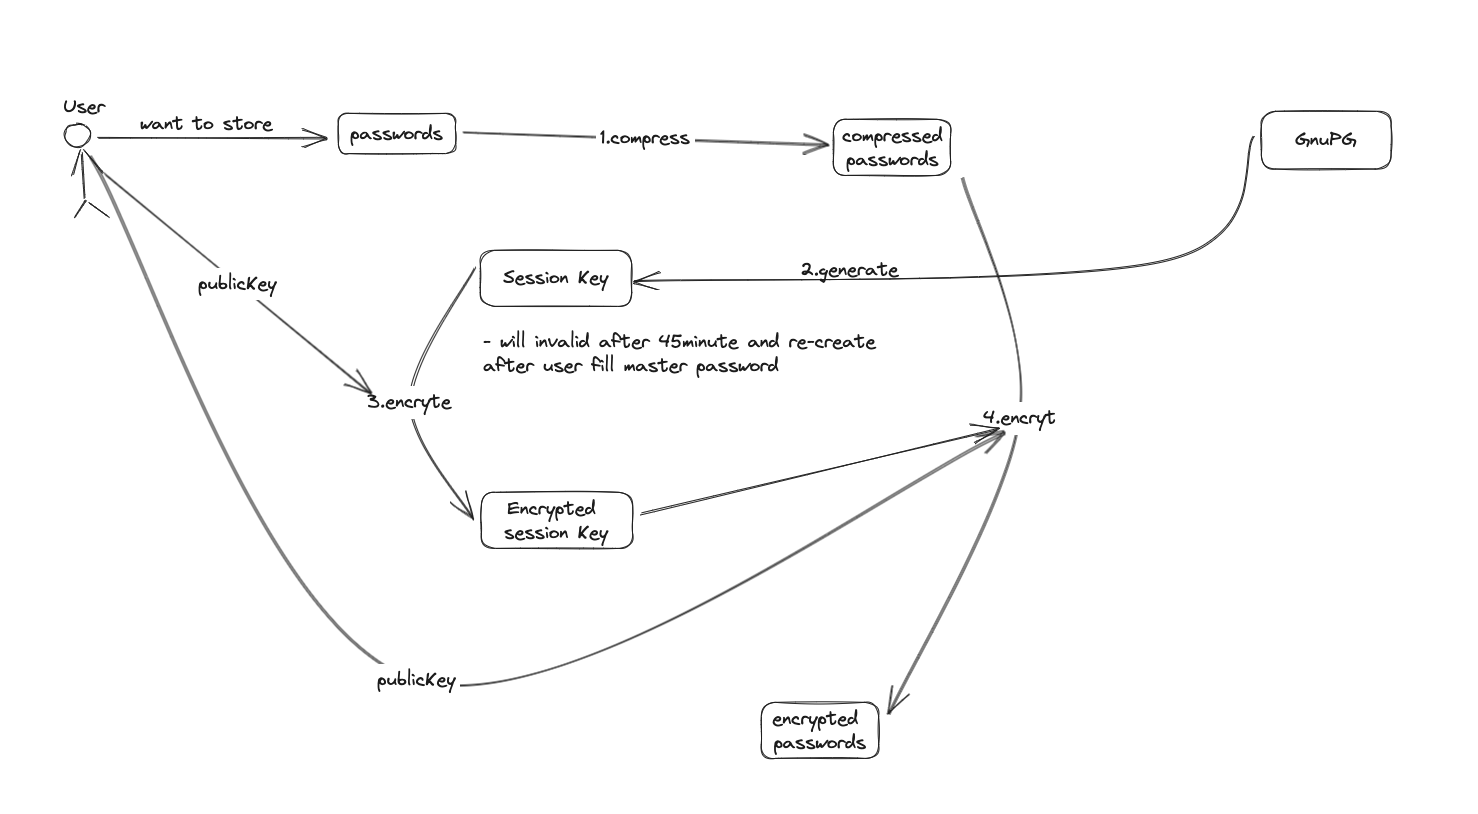 User
want to store
passwords
1.compress
compressed
passwords
GnuPG
publicKey
Session Key
2.generate
- will invalid after 45minute and re-create
after user fill master password
3.encryte
4.encryt
Encrypted
session Key
publicKey
encrypted
passwords